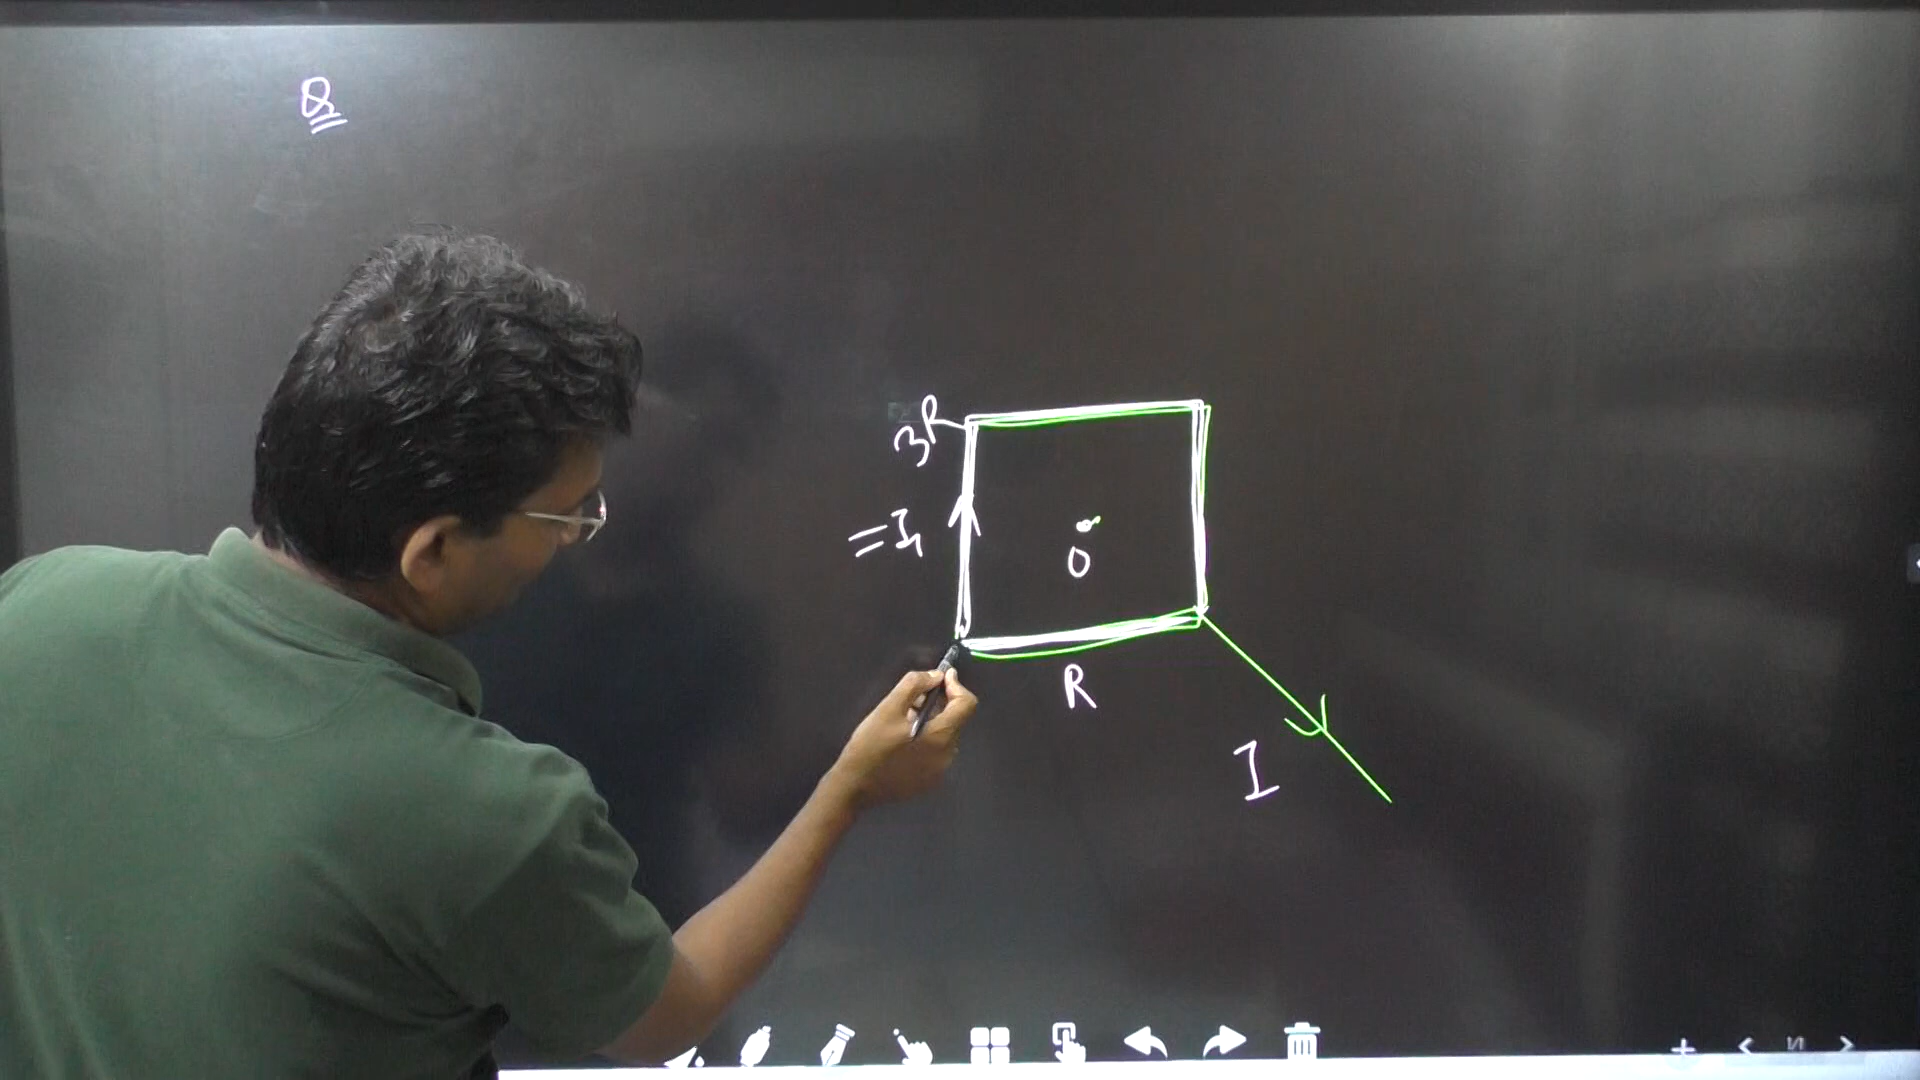 Q
3R
= I₁
O
R
I